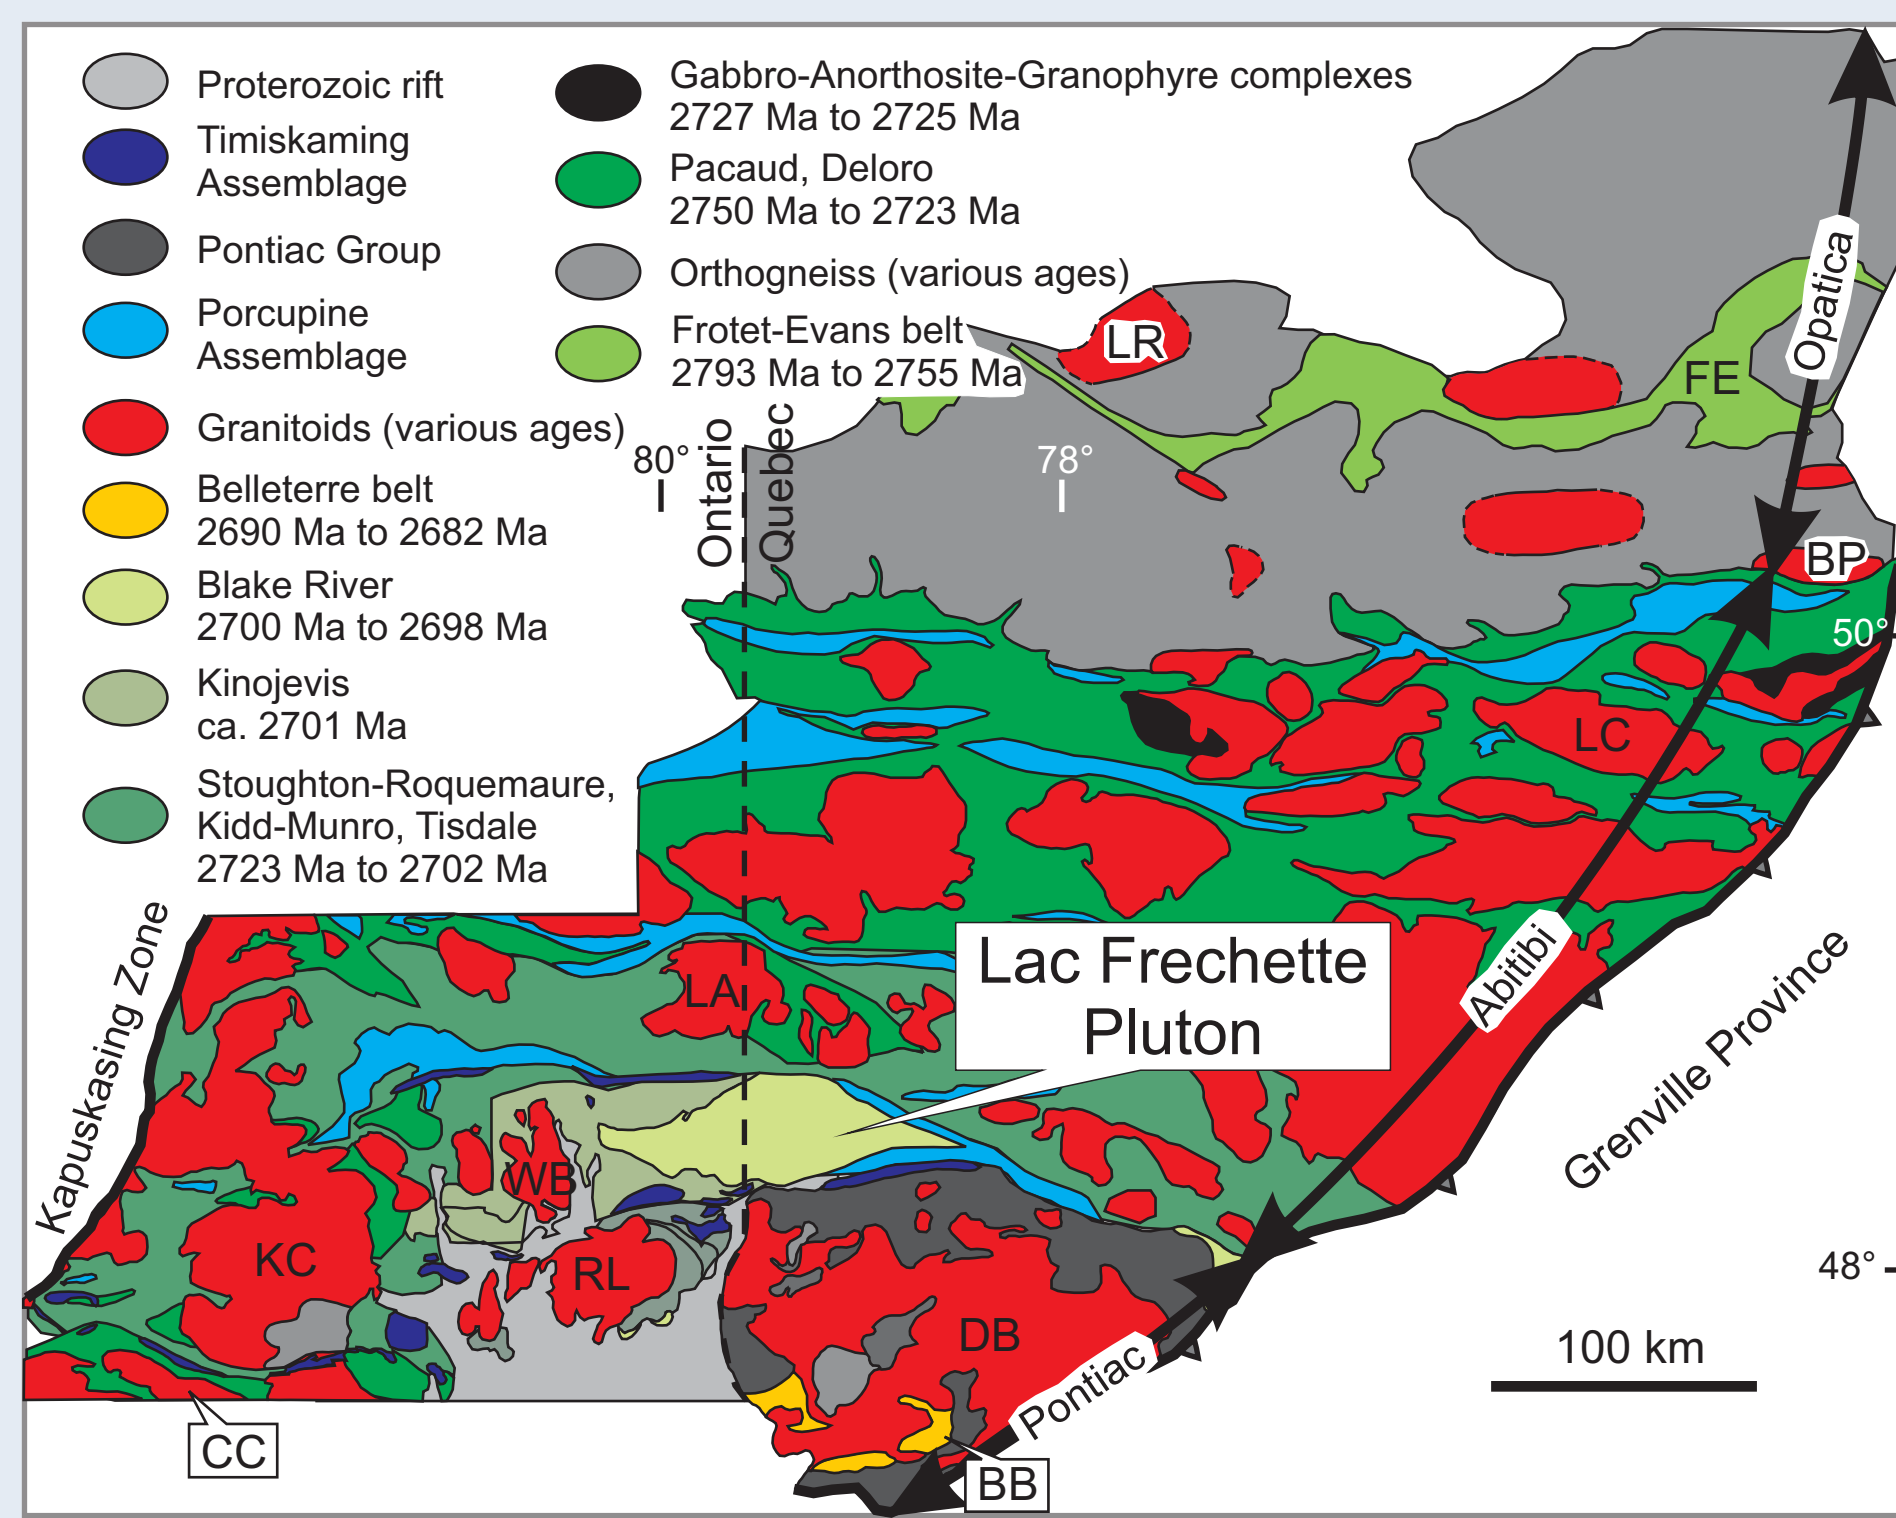 Proterozoic rift
Timiskaming
Assemblage
Pontiac Group
Porcupine
Assemblage
Granitoids (various ages)
Belleterre belt
2690 Ma to 2682 Ma
Blake River
2700 Ma to 2698 Ma
Kinojevis
ca. 2701 Ma
Stoughton-Roquemaure,
Kidd-Munro, Tisdale
2723 Ma to 2702 Ma
Gabbro-Anorthosite-Granophyre complexes
2727 Ma to 2725 Ma
Pacaud, Deloro
2750 Ma to 2723 Ma
Orthogneiss (various ages)
Frotet-Evans belt
2793 Ma to 2755 Ma
LR
FE
Opatica
80°
Ontario
Quebec
78°
BP
50°
LC
Kapuskasing Zone
LA
Lac Frechette
Pluton
Abitibi
Grenville Province
WB
KC
RL
DB
48°
Pontiac
100 km
CC
BB